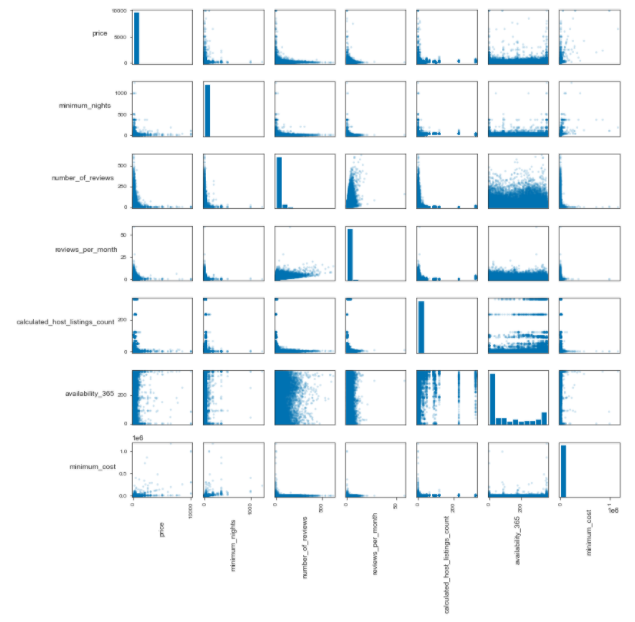 10000
price
5000
0
1000
minimum_nights
500
0
500
number_of_reviews
250
0
50
reviews_per_month
25
0
200
calculated_host_listings_count
0
availability_365
200
0
1e6
1.0
minimum_cost
0.5
0.0
0
10000
0
1000
0
500
0
50
0
200
0
200
0
1
1e6
price
minimum_nights
number_of_reviews
reviews_per_month
calculated_host_listings_count
availability_365
minimum_cost